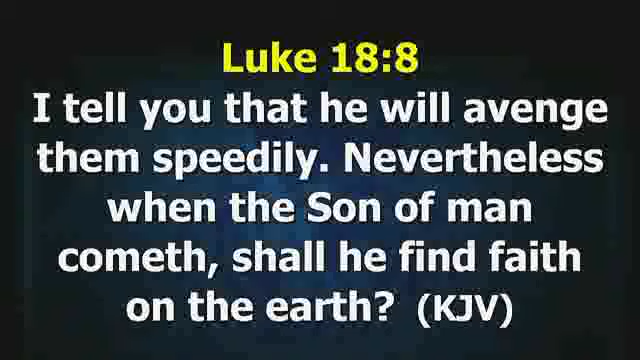 Luke 18:8
I tell you that he will avenge
them speedily. Nevertheless
when the Son of man
cometh, shall he find faith
on the earth? (KJV)